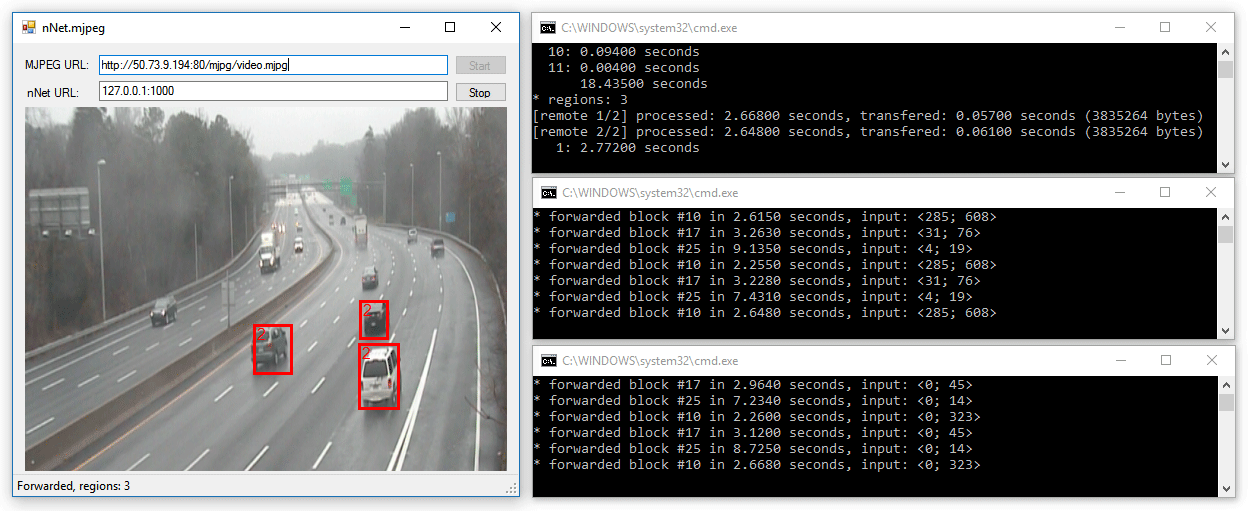 nNet.mjpeg
MJPEG URL: http://50.73.9.194:80/mjpg/video.mjpg Start
nNet URL: 127.0.0.1:1000 Stop
2
2
2
Forwarded, regions: 3
C:\WINDOWS\system32\cmd.exe
10: 0.09400 seconds
11: 0.00400 seconds
18.43500 seconds
* regions: 3
[remote 1/2] processed: 2.66800 seconds, transfered: 0.05700 seconds (3835264 bytes)
[remote 2/2] processed: 2.64800 seconds, transfered: 0.06100 seconds (3835264 bytes)
1: 2.77200 seconds
C:\WINDOWS\system32\cmd.exe
* forwarded block #10 in 2.6150 seconds, input: <285; 608>
* forwarded block #17 in 3.2630 seconds, input: <31; 76>
* forwarded block #25 in 9.1350 seconds, input: <4; 19>
* forwarded block #10 in 2.2550 seconds, input: <285; 608>
* forwarded block #17 in 3.2280 seconds, input: <31; 76>
* forwarded block #25 in 7.4310 seconds, input: <4; 19>
* forwarded block #10 in 2.6480 seconds, input: <285; 608>
C:\WINDOWS\system32\cmd.exe
* forwarded block #17 in 2.9640 seconds, input: <0; 45>
* forwarded block #25 in 7.2340 seconds, input: <0; 14>
* forwarded block #10 in 2.2600 seconds, input: <0; 323>
* forwarded block #17 in 3.1200 seconds, input: <0; 45>
* forwarded block #25 in 8.7250 seconds, input: <0; 14>
* forwarded block #10 in 2.6680 seconds, input: <0; 323>